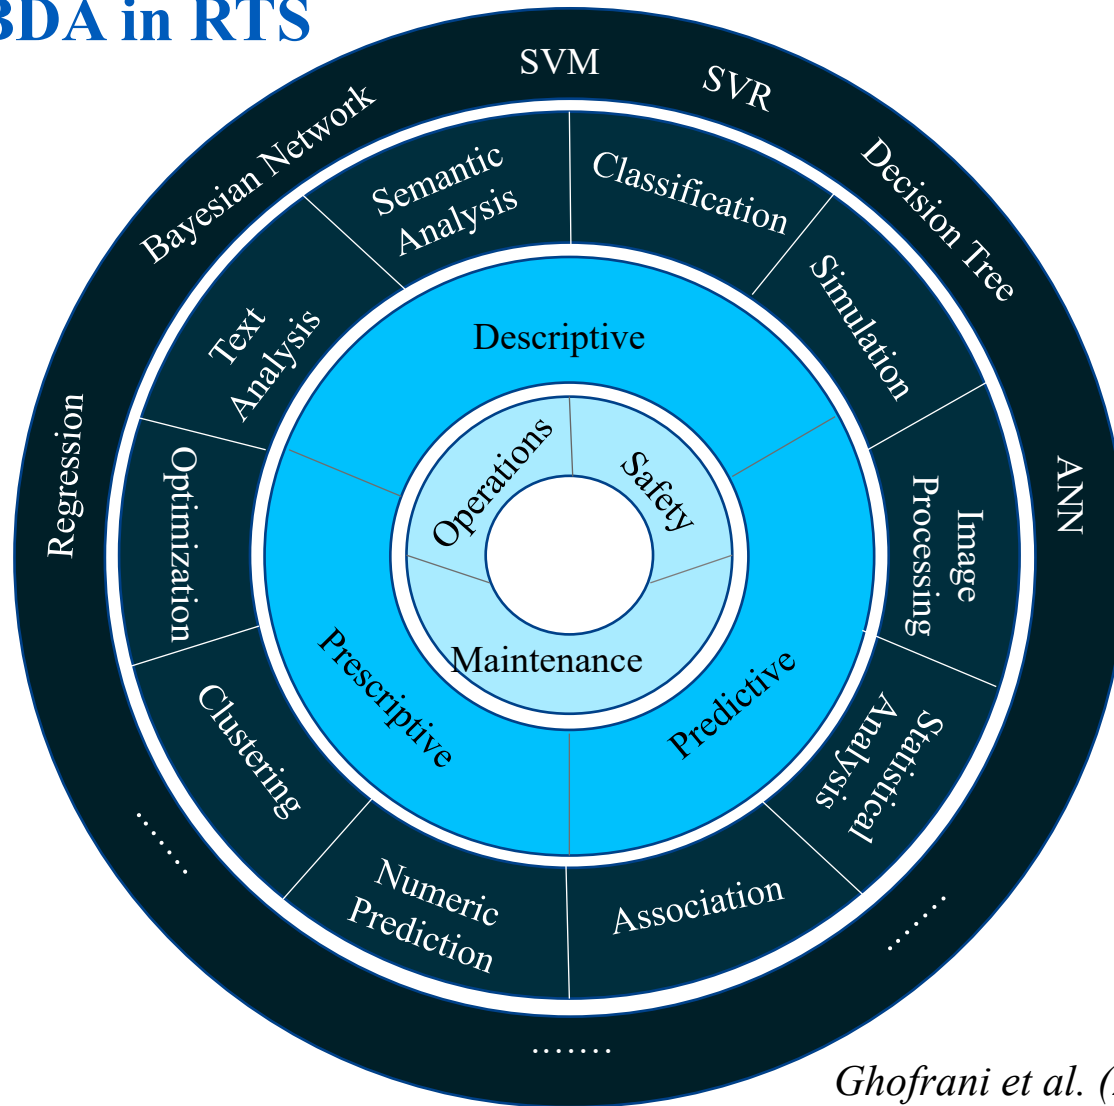 BDA in RTS
SVM
SVR
Decision Tree
ANN
Bayesian Network
Regression
.......
.......
.......
Semantic
Analysis
Classification
Simulation
Image
Processing
Statistical
Analysis
Association
Numeric
Prediction
Clustering
Optimization
Text
Analysis
Descriptive
Predictive
Prescriptive
Operations
Safety
Maintenance
Ghofrani et al. (